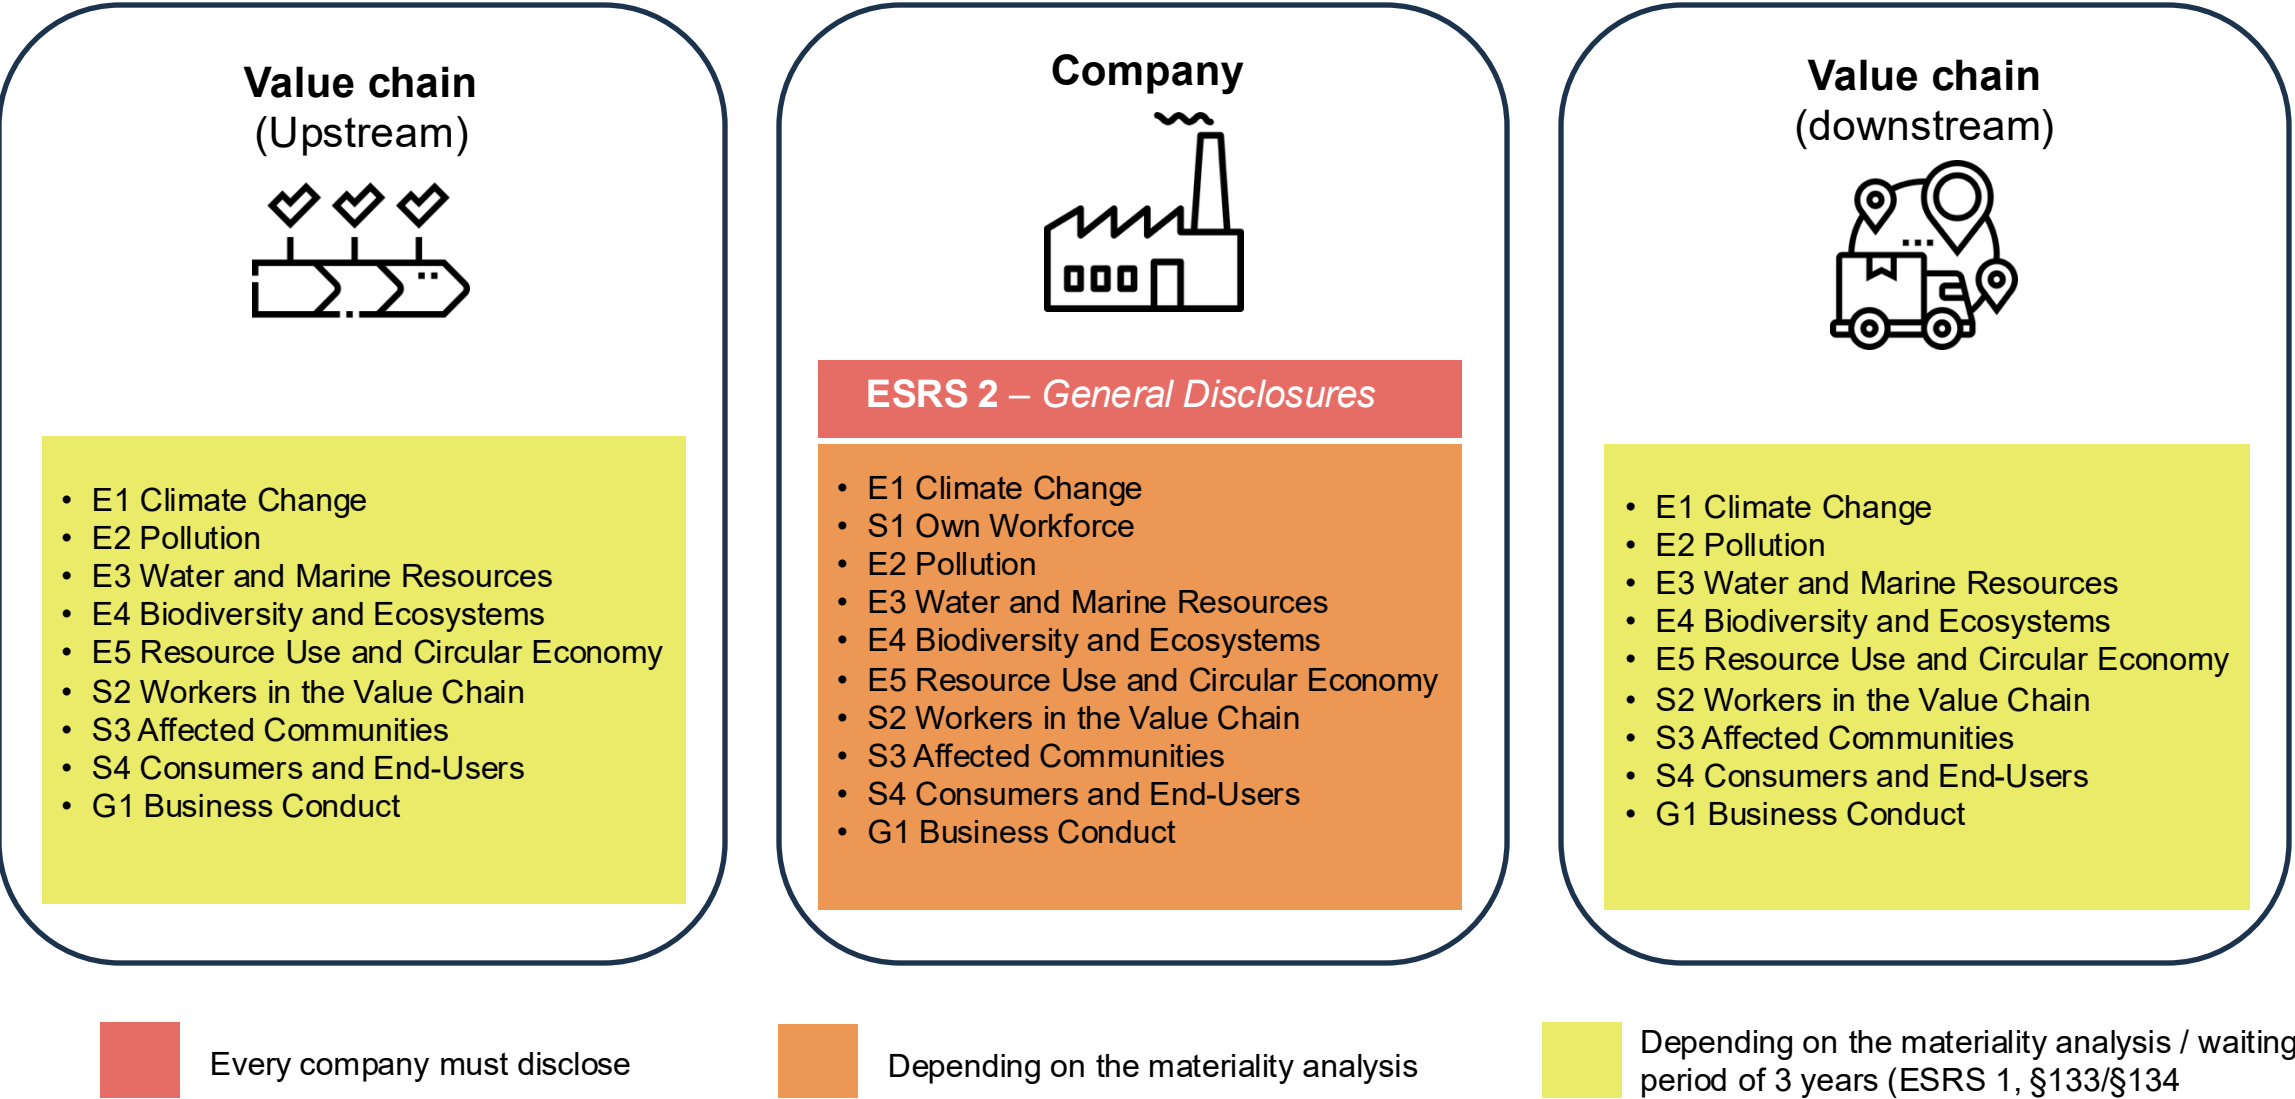 Value chain
(Upstream)
• E1 Climate Change
• E2 Pollution
• E3 Water and Marine Resources
• E4 Biodiversity and Ecosystems
• E5 Resource Use and Circular Economy
• S2 Workers in the Value Chain
• S3 Affected Communities
• S4 Consumers and End-Users
• G1 Business Conduct
Company
ESRS 2 – General Disclosures
• E1 Climate Change
• S1 Own Workforce
• E2 Pollution
• E3 Water and Marine Resources
• E4 Biodiversity and Ecosystems
• E5 Resource Use and Circular Economy
• S2 Workers in the Value Chain
• S3 Affected Communities
• S4 Consumers and End-Users
• G1 Business Conduct
Value chain
(downstream)
• E1 Climate Change
• E2 Pollution
• E3 Water and Marine Resources
• E4 Biodiversity and Ecosystems
• E5 Resource Use and Circular Economy
• S2 Workers in the Value Chain
• S3 Affected Communities
• S4 Consumers and End-Users
• G1 Business Conduct
Every company must disclose
Depending on the materiality analysis
Depending on the materiality analysis / waiting
period of 3 years (ESRS 1, §133/§134